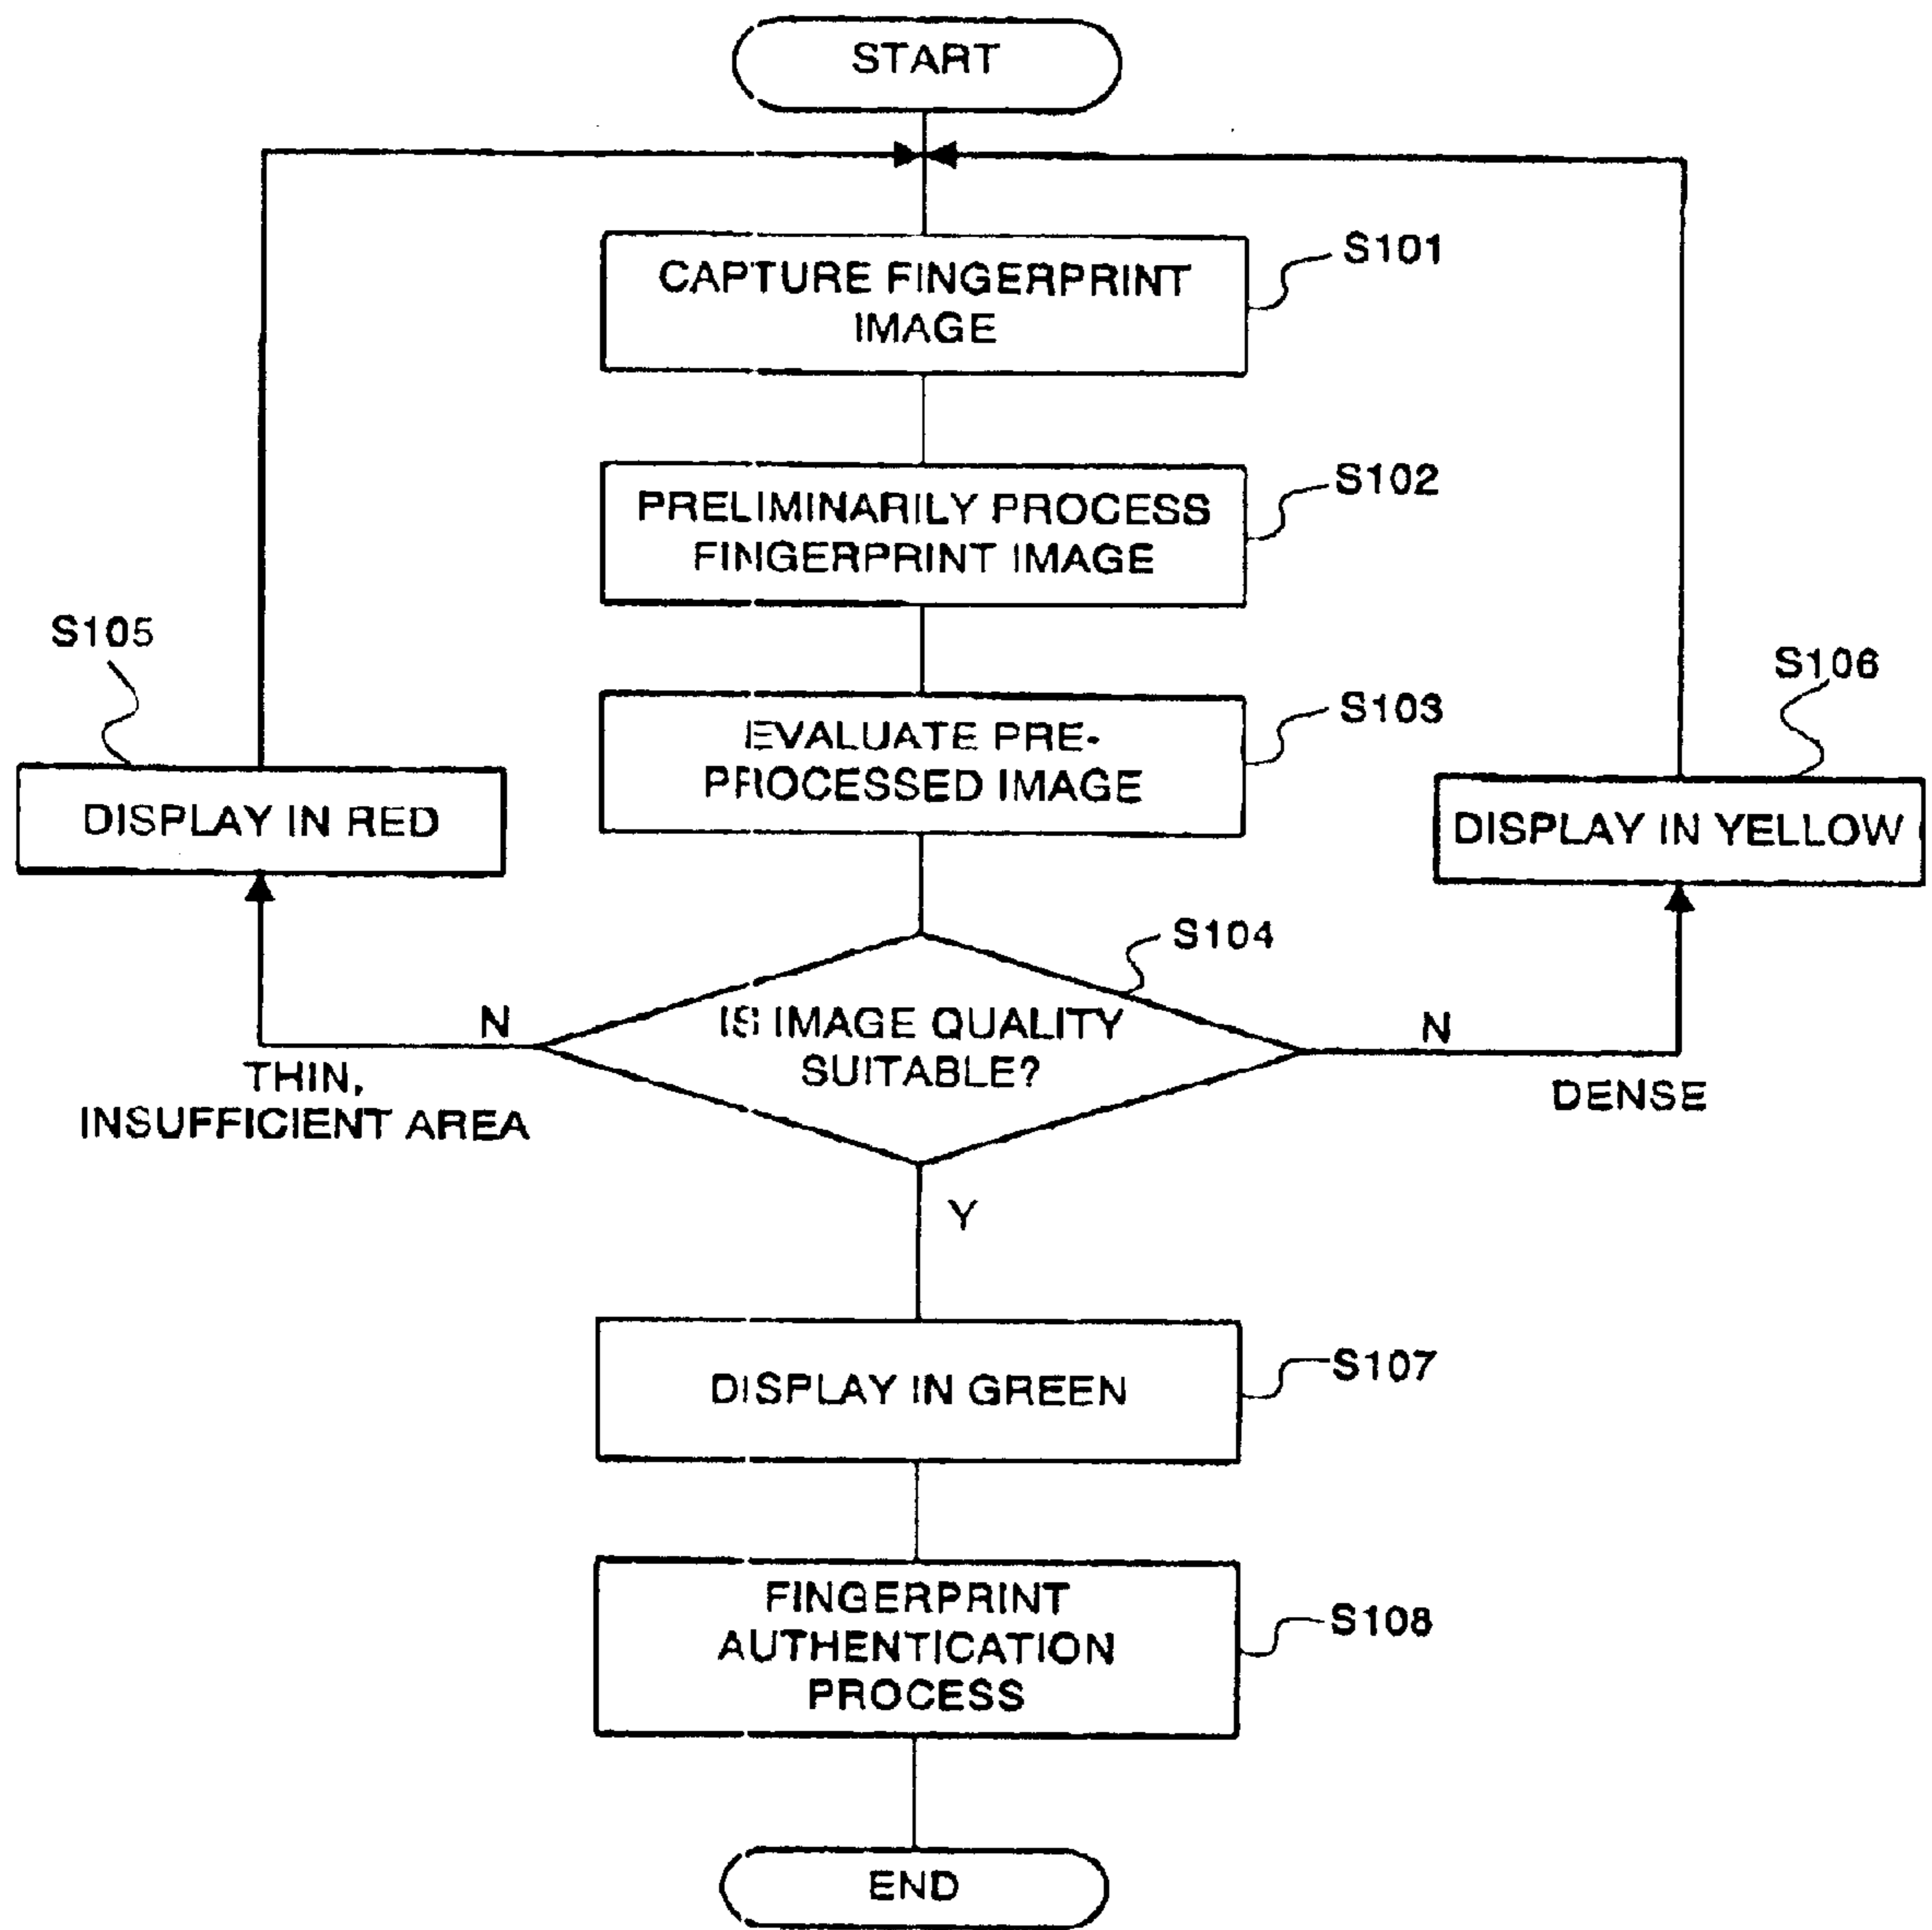 START
CAPTURE FINGERPRINT
IMAGE
S101
PRELIMINARILY PROCESS
FINGERPRINT IMAGE
S102
EVALUATE PRE-
PROCESSED IMAGE
S103
S105
DISPLAY IN RED
S106
DISPLAY IN YELLOW
S104
IS IMAGE QUALITY
SUITABLE?
N
THIN,
INSUFFICIENT AREA
N
DENSE
Y
DISPLAY IN GREEN
S107
FINGERPRINT
AUTHENTICATION
PROCESS
S108
END